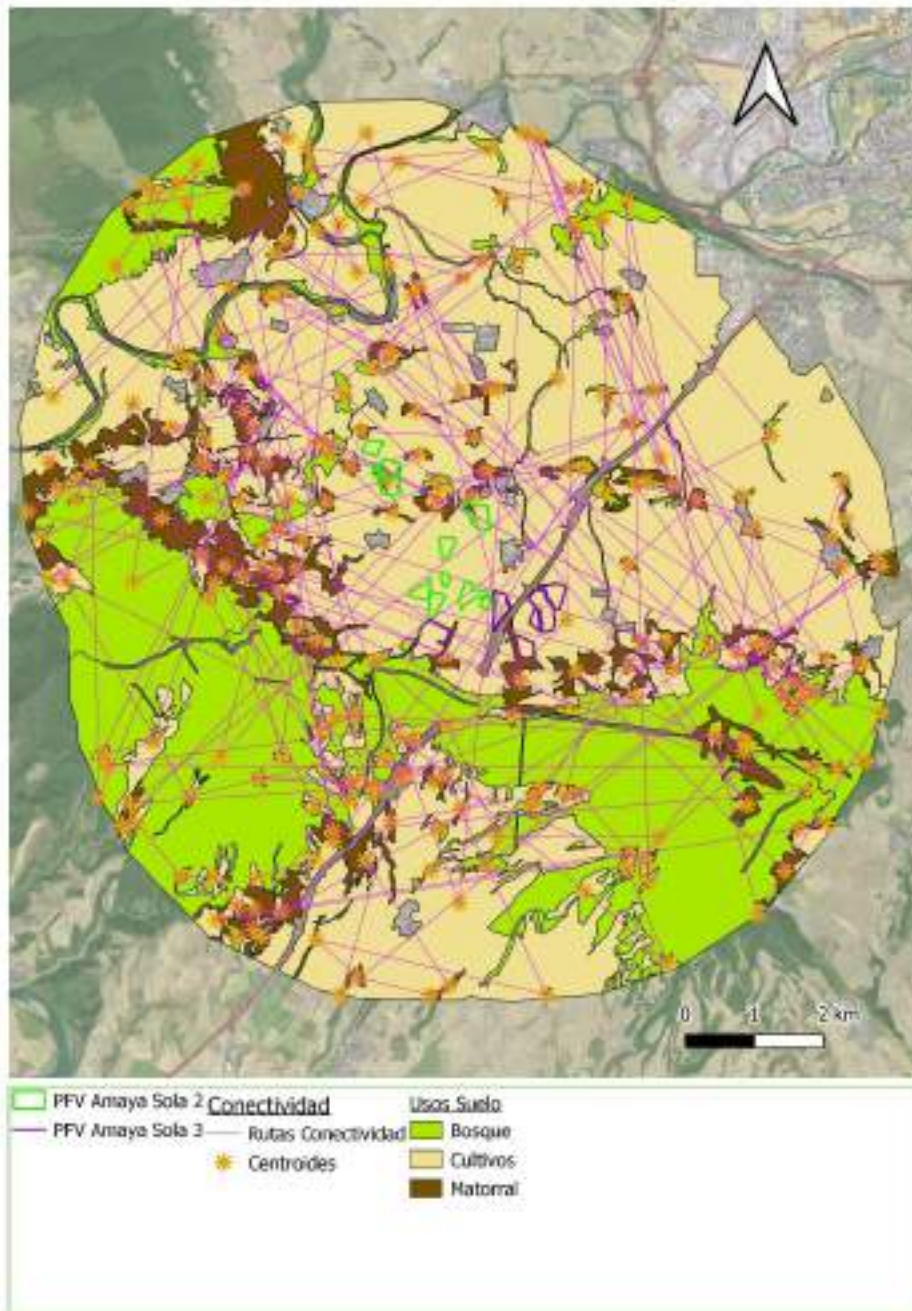 0 1 2 km
PFV Amaya Sola 2
PFV Amaya Sola 3
Conectividad
Rutas Conectividad
Centroides
Usos Suelo
Bosque
Cultivos
Matorral